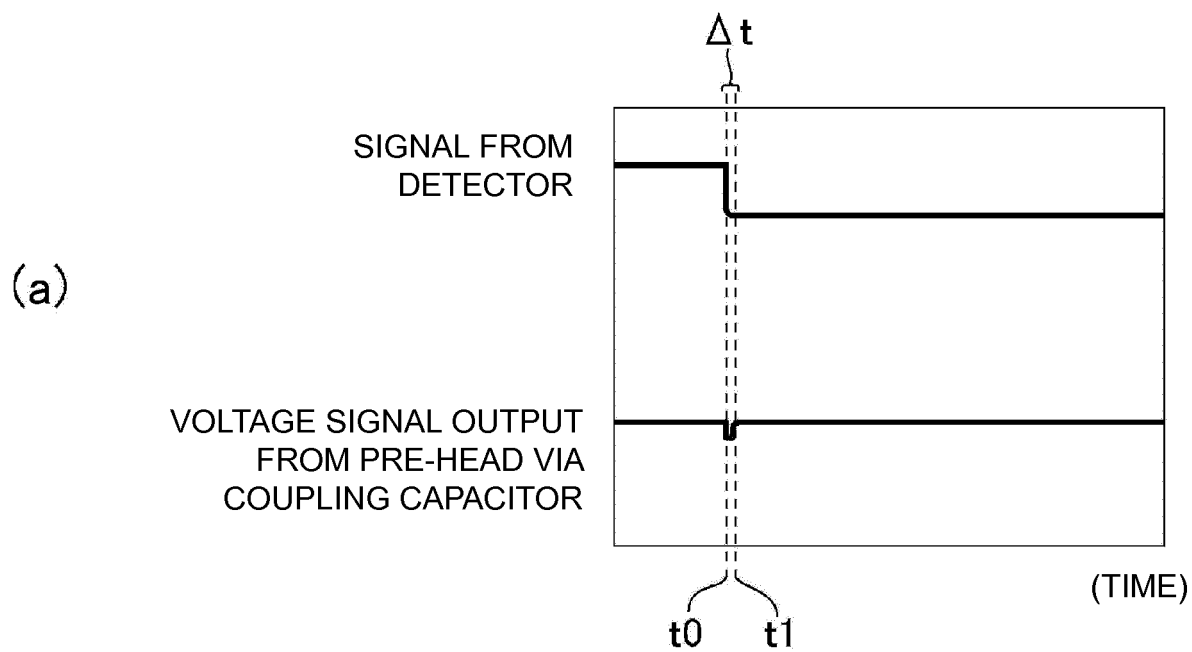 Δt
SIGNAL FROM
DETECTOR
(a)
VOLTAGE SIGNAL OUTPUT
FROM PRE-HEAD VIA
COUPLING CAPACITOR
(TIME)
t0 t1